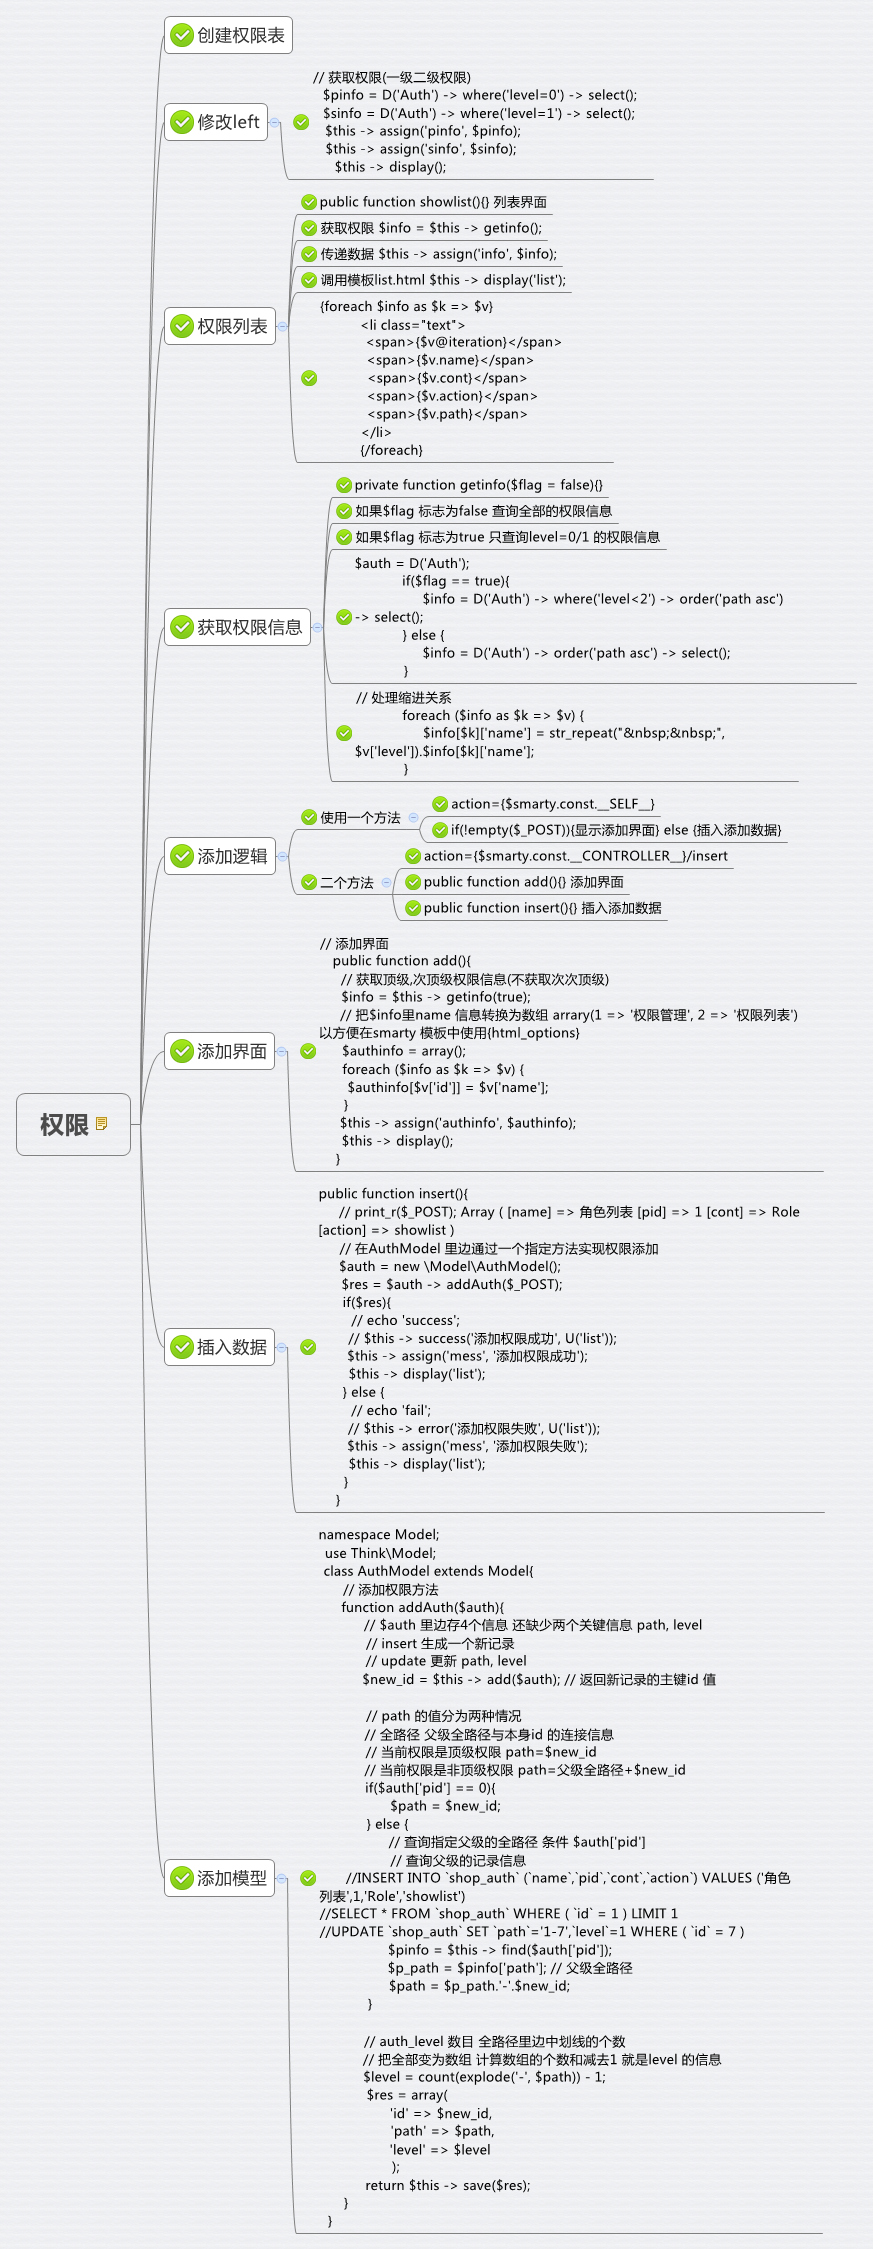 创建权限表
修改left
// 获取权限(一级二级权限)
$pinfo = D('Auth') -> where('level=0') -> select();
$sinfo = D('Auth') -> where('level=1') -> select();
$this -> assign('pinfo', $pinfo);
$this -> assign('sinfo', $sinfo);
$this -> display();
权限列表
public function showlist(){} 列表界面
获取权限 $info = $this -> getinfo();
传递数据 $this -> assign('info', $info);
调用模板list.html $this -> display('list');
{foreach $info as $k => $v}
<li class="text">
<span>{$v@iteration}</span>
<span>{$v.name}</span>
<span>{$v.cont}</span>
<span>{$v.action}</span>
<span>{$v.path}</span>
</li>
{/foreach}
获取权限信息
private function getinfo($flag = false){}
如果$flag 标志为false 查询全部的权限信息
如果$flag 标志为true 只查询level=0/1 的权限信息
$auth = D('Auth');
if($flag == true){
$info = D('Auth') -> where('level<2') -> order('path asc')
-> select();
} else {
$info = D('Auth') -> order('path asc') -> select();
}
// 处理缩进关系
foreach ($info as $k => $v) {
$info[$k]['name'] = str_repeat("&nbsp;&nbsp;",
$v['level']).$info[$k]['name'];
}
添加逻辑
使用一个方法
action={$smarty.const.__SELF__}
if(!empty($_POST)){显示添加界面} else {插入添加数据}
二个方法
action={$smarty.const.__CONTROLLER__}/insert
public function add(){} 添加界面
public function insert(){} 插入添加数据
添加界面
// 添加界面
public function add(){
// 获取顶级,次顶级权限信息(不获取次次顶级)
$info = $this -> getinfo(true);
// 把$info里name 信息转换为数组 arrary(1 => '权限管理', 2 => '权限列表')
以方便在smarty 模板中使用{html_options}
$authinfo = array();
foreach ($info as $k => $v) {
$authinfo[$v['id']] = $v['name'];
}
$this -> assign('authinfo', $authinfo);
$this -> display();
}
权限
插入数据
public function insert(){
// print_r($_POST); Array ( [name] => 角色列表 [pid] => 1 [cont] => Role
[action] => showlist )
// 在AuthModel 里边通过一个指定方法实现权限添加
$auth = new \Model\AuthModel();
$res = $auth -> addAuth($_POST);
if($res){
// echo 'success';
// $this -> success('添加权限成功', U('list'));
$this -> assign('mess', '添加权限成功');
$this -> display('list');
} else {
// echo 'fail';
// $this -> error('添加权限失败', U('list'));
$this -> assign('mess', '添加权限失败');
$this -> display('list');
}
}
添加模型
namespace Model;
use Think\Model;
class AuthModel extends Model{
// 添加权限方法
function addAuth($auth){
// $auth 里边存4个信息 还缺少两个关键信息 path, level
// insert 生成一个新记录
// update 更新 path, level
$new_id = $this -> add($auth); // 返回新记录的主键id 值
// path 的值分为两种情况
// 全路径 父级全路径与本身id 的连接信息
// 当前权限是顶级权限 path=$new_id
// 当前权限是非顶级权限 path=父级全路径+$new_id
if($auth['pid'] == 0){
$path = $new_id;
} else {
// 查询指定父级的全路径 条件 $auth['pid']
// 查询父级的记录信息
//INSERT INTO `shop_auth` (`name`,`pid`,`cont`,`action`) VALUES ('角色
列表',1,'Role','showlist')
//SELECT * FROM `shop_auth` WHERE ( `id` = 1 ) LIMIT 1
//UPDATE `shop_auth` SET `path`='1-7',`level`=1 WHERE ( `id` = 7 )
$pinfo = $this -> find($auth['pid']);
$p_path = $pinfo['path']; // 父级全路径
$path = $p_path.'-'.$new_id;
}
// auth_level 数目 全路径里边中划线的个数
// 把全部变为数组 计算数组的个数和减去1 就是level 的信息
$level = count(explode('-', $path)) - 1;
$res = array(
'id' => $new_id,
'path' => $path,
'level' => $level
);
return $this -> save($res);
}
}